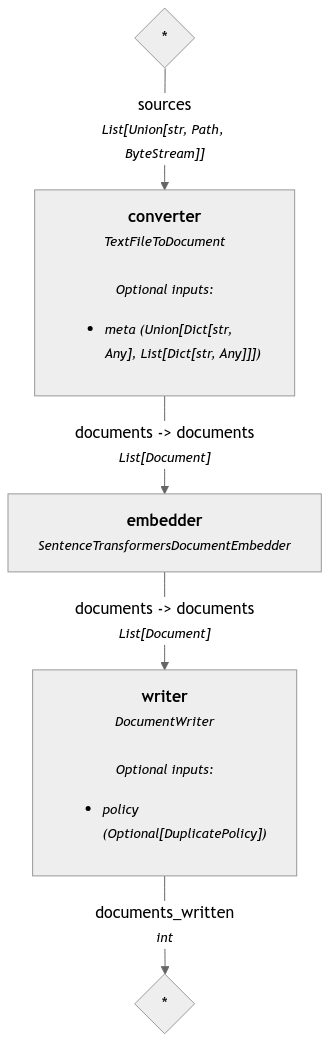 *
sources
List[Union[str, Path,
ByteStream]]
converter
TextFileToDocument
Optional inputs:
• meta (Union[Dict[str,
Any], List[Dict[str, Any]]])
documents -> documents
List[Document]
embedder
SentenceTransformersDocumentEmbedder
documents -> documents
List[Document]
writer
DocumentWriter
Optional inputs:
• policy
(Optional[DuplicatePolicy])
documents_written
int
*